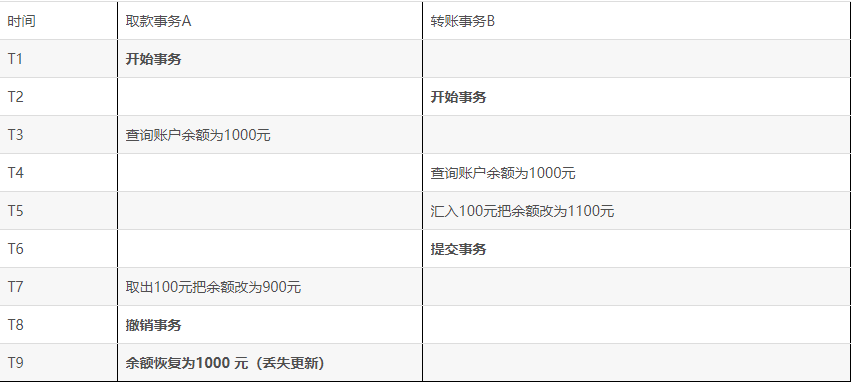 时间 取款事务A 转账事务B
T1 开始事务
T2 开始事务
T3 查询账户余额为1000元
T4 查询账户余额为1000元
T5 汇入100元把余额改为1100元
T6 提交事务
T7 取出100元把余额改为900元
T8 撤销事务
T9 余额恢复为1000 元（丢失更新）